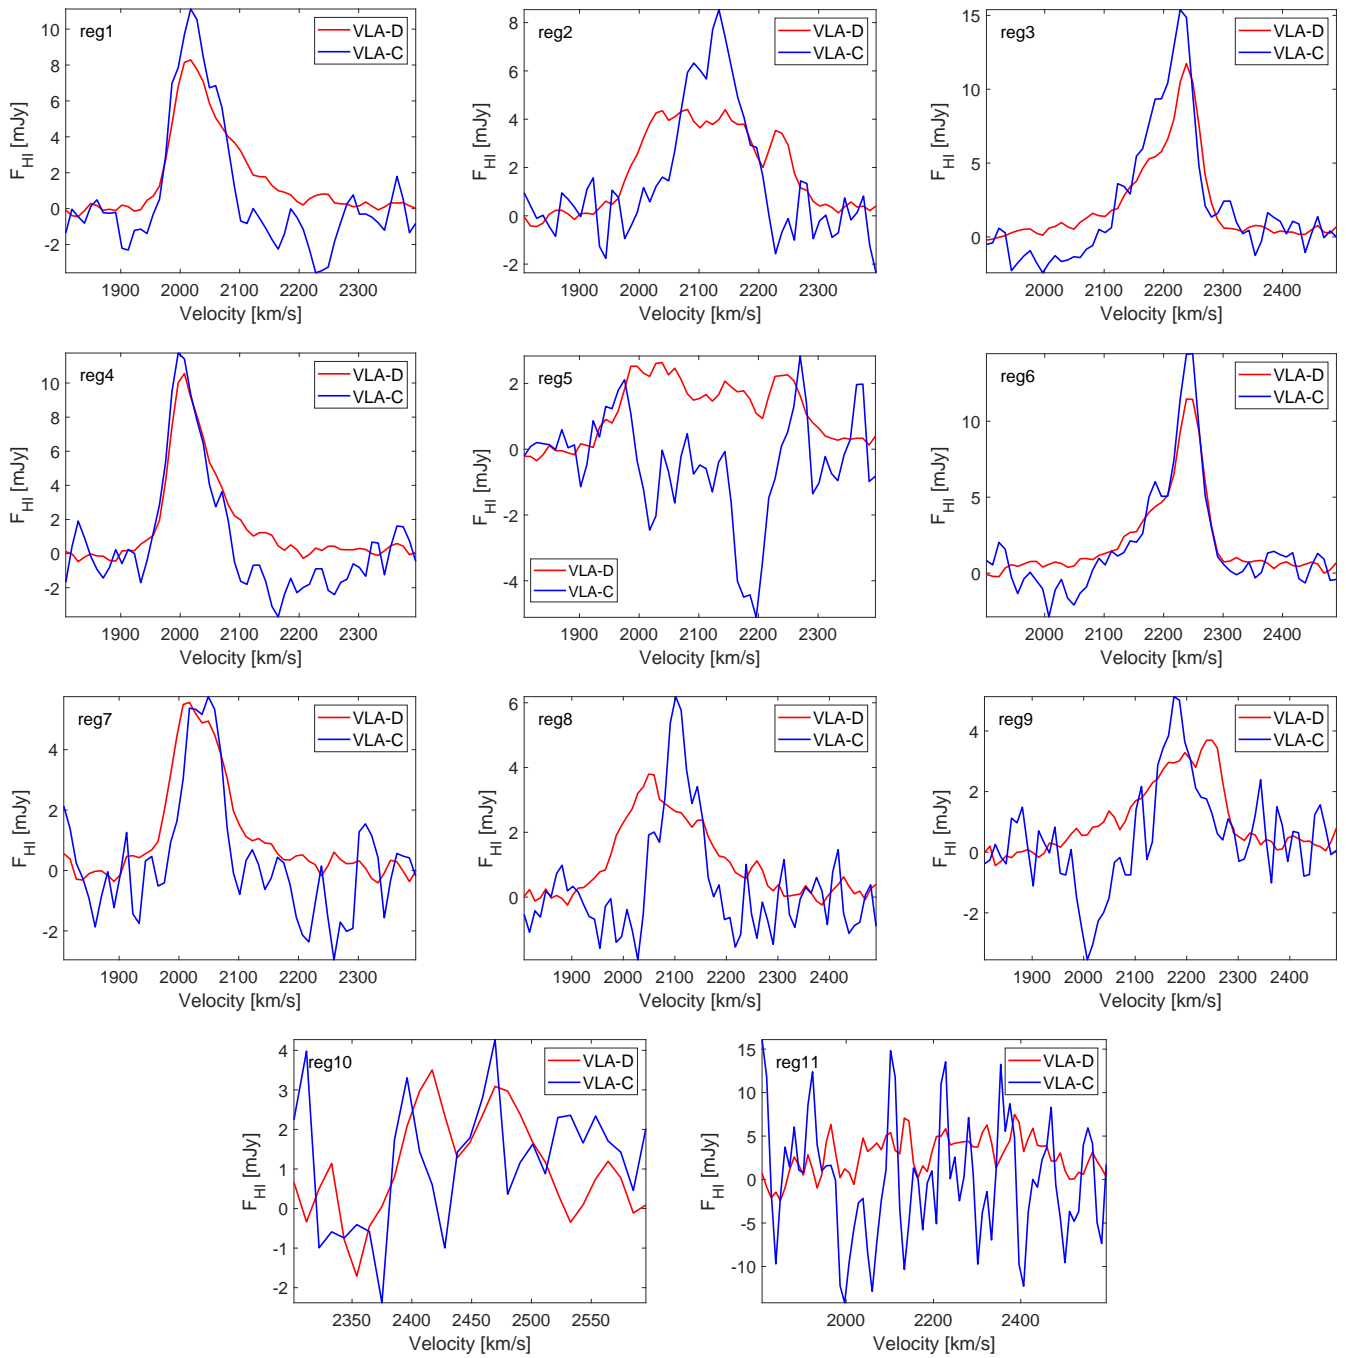 reg1
VLA-D
VLA-C
F_HI [mJy]
10
8
6
4
2
0
-2
1900 2000 2100 2200 2300
Velocity [km/s]
reg2
VLA-D
VLA-C
F_HI [mJy]
8
6
4
2
0
-2
1900 2000 2100 2200 2300
Velocity [km/s]
reg3
VLA-D
VLA-C
F_HI [mJy]
15
10
5
0
2000 2100 2200 2300 2400
Velocity [km/s]
reg4
VLA-D
VLA-C
F_HI [mJy]
10
8
6
4
2
0
-2
1900 2000 2100 2200 2300
Velocity [km/s]
reg5
VLA-D
VLA-C
F_HI [mJy]
2
0
-2
-4
1900 2000 2100 2200 2300
Velocity [km/s]
reg6
VLA-D
VLA-C
F_HI [mJy]
10
5
0
2000 2100 2200 2300 2400
Velocity [km/s]
reg7
VLA-D
VLA-C
F_HI [mJy]
4
2
0
-2
1900 2000 2100 2200 2300
Velocity [km/s]
reg8
VLA-D
VLA-C
F_HI [mJy]
6
4
2
0
1900 2000 2100 2200 2300 2400
Velocity [km/s]
reg9
VLA-D
VLA-C
F_HI [mJy]
4
2
0
-2
1900 2000 2100 2200 2300 2400
Velocity [km/s]
reg10
VLA-D
VLA-C
F_HI [mJy]
4
3
2
1
0
-1
-2
2350 2400 2450 2500 2550
Velocity [km/s]
reg11
VLA-D
VLA-C
F_HI [mJy]
15
10
5
0
-5
-10
2000 2200 2400
Velocity [km/s]